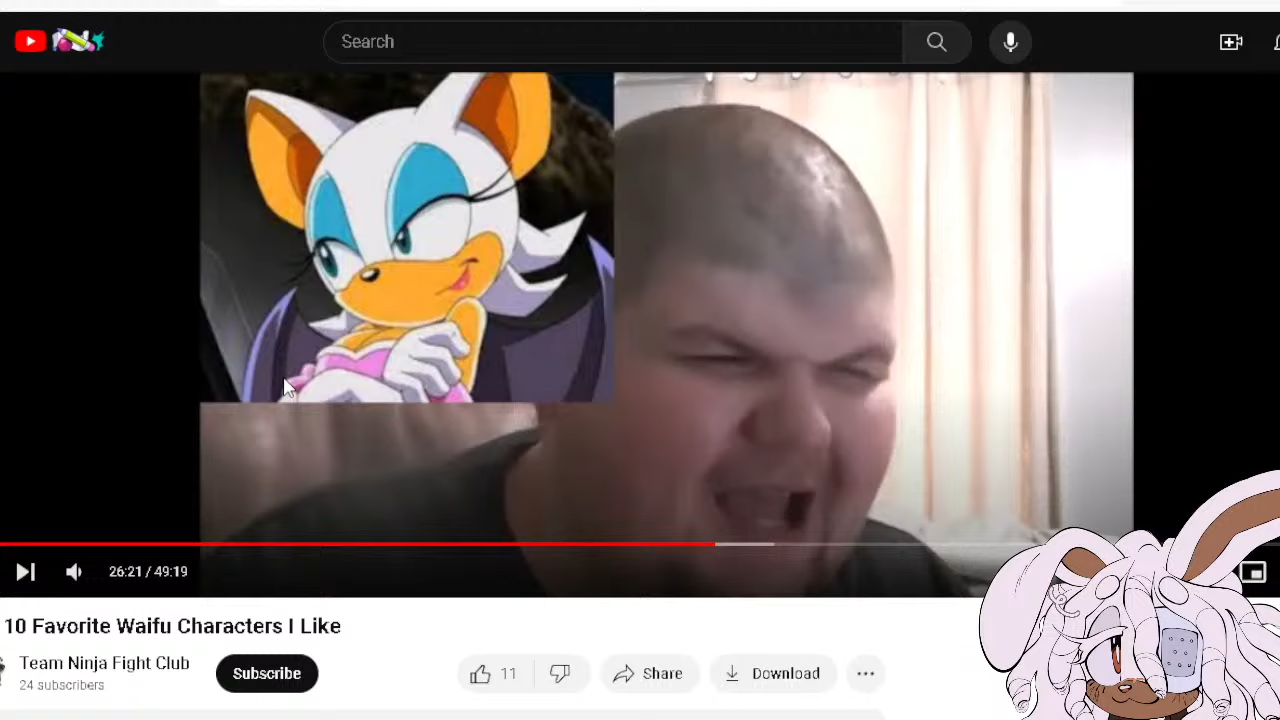 Search
26:21 / 49:19
10 Favorite Waifu Characters I Like
Team Ninja Fight Club
24 subscribers
Subscribe
11
Share
Download